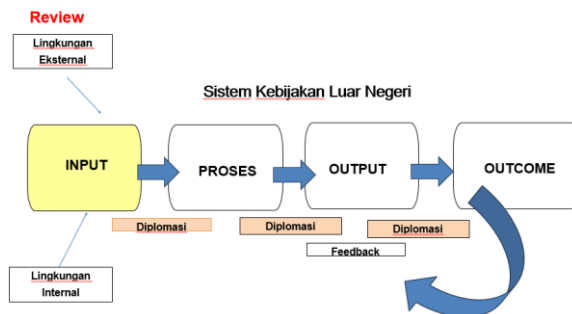 Review
Lingkungan
Eksternal
Sistem Kebijakan Luar Negeri
INPUT
PROSES
OUTPUT
OUTCOME
Diplomasi
Diplomasi
Diplomasi
Feedback
Lingkungan
Internal